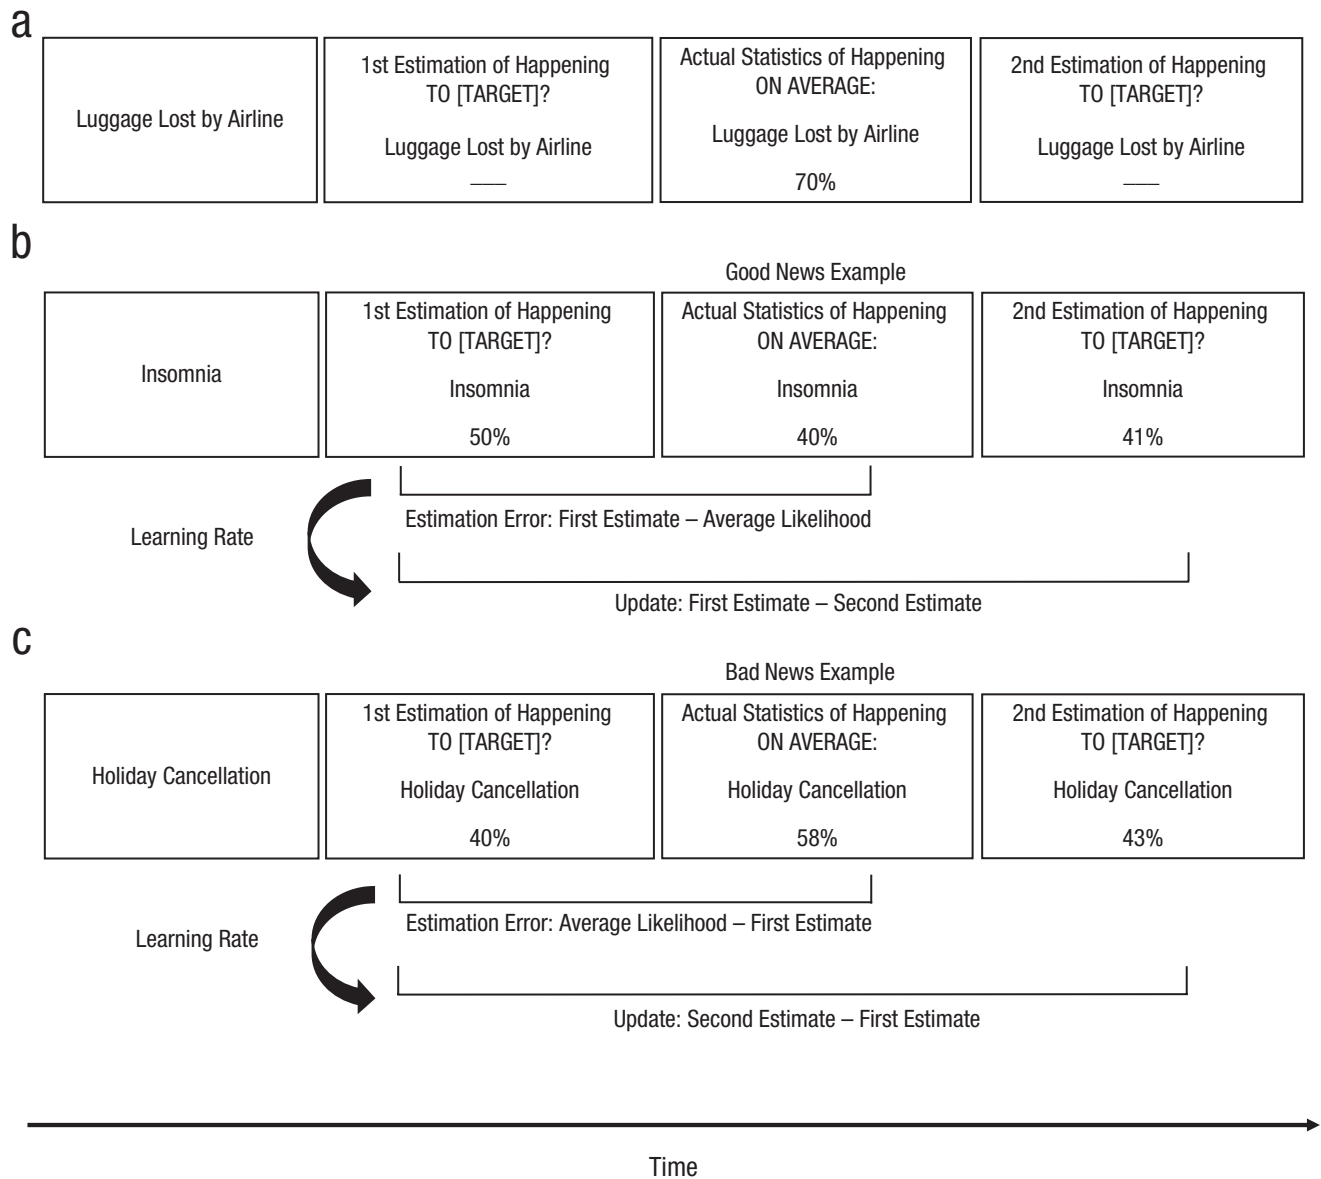 a
Luggage Lost by Airline
1st Estimation of Happening
TO [TARGET]?
Luggage Lost by Airline
___
Actual Statistics of Happening
ON AVERAGE:
Luggage Lost by Airline
70%
2nd Estimation of Happening
TO [TARGET]?
Luggage Lost by Airline
___
b
Good News Example
Insomnia
1st Estimation of Happening
TO [TARGET]?
Insomnia
50%
Actual Statistics of Happening
ON AVERAGE:
Insomnia
40%
2nd Estimation of Happening
TO [TARGET]?
Insomnia
41%
Learning Rate
Estimation Error: First Estimate – Average Likelihood
Update: First Estimate – Second Estimate
c
Bad News Example
Holiday Cancellation
1st Estimation of Happening
TO [TARGET]?
Holiday Cancellation
40%
Actual Statistics of Happening
ON AVERAGE:
Holiday Cancellation
58%
2nd Estimation of Happening
TO [TARGET]?
Holiday Cancellation
43%
Learning Rate
Estimation Error: Average Likelihood – First Estimate
Update: Second Estimate – First Estimate
Time